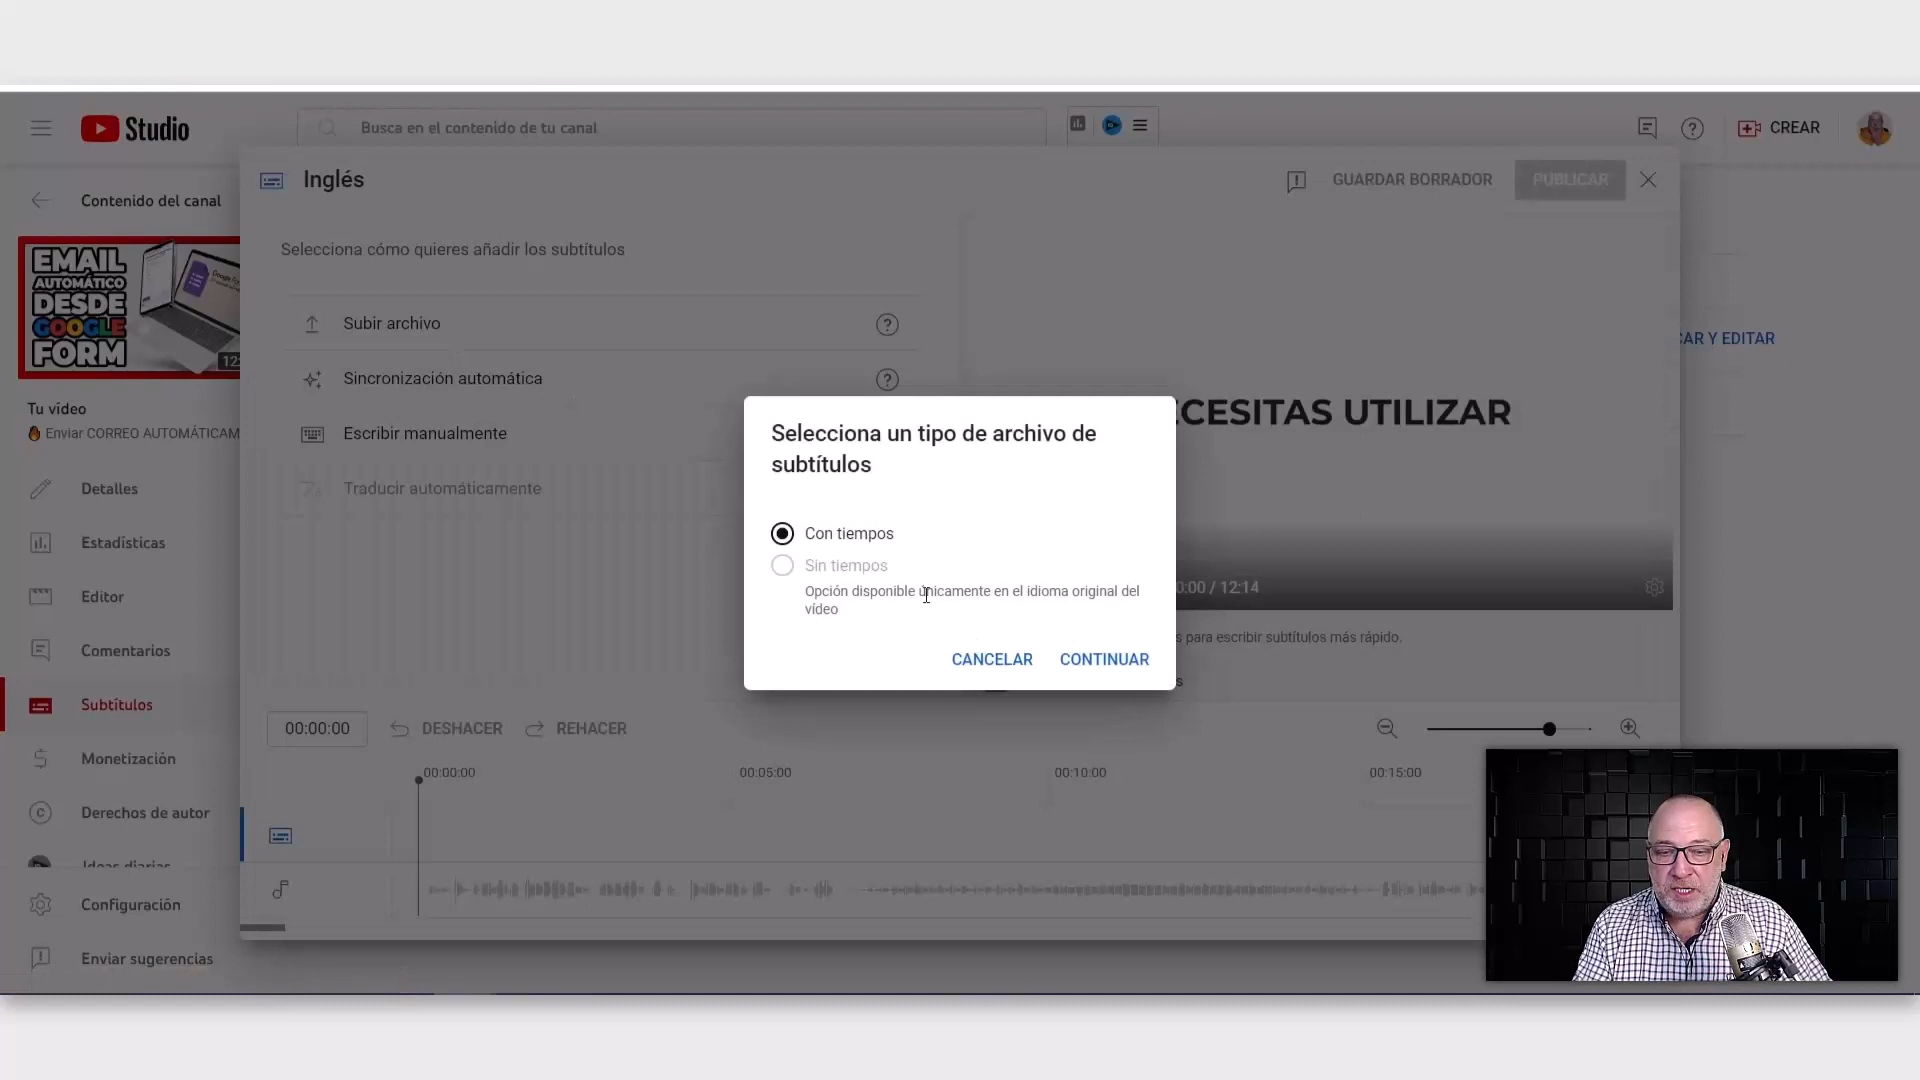 Studio
Busca en el contenido de tu canal
CREAR
Contenido del canal
Inglés
GUARDAR BORRADOR
PUBLICAR
EMAIL
AUTOMÁTICO
DESDE
GOOGLE
FORM
12
Tu vídeo
Enviar CORREO AUTOMÁTICAM
Detalles
Estadísticas
Editor
Comentarios
Subtítulos
Monetización
Derechos de autor
Ideas diarias
Configuración
Enviar sugerencias
Selecciona cómo quieres añadir los subtítulos
Subir archivo
Sincronización automática
Escribir manualmente
Traducir automáticamente
CAR Y EDITAR
CESITAS UTILIZAR
Selecciona un tipo de archivo de
subtítulos
Con tiempos
Sin tiempos
Opción disponible únicamente en el idioma original del
vídeo
CANCELAR
CONTINUAR
0:00 / 12:14
s para escribir subtítulos más rápido.
s
00:00:00
DESHACER
REHACER
00:00:00
00:05:00
00:10:00
00:15:00